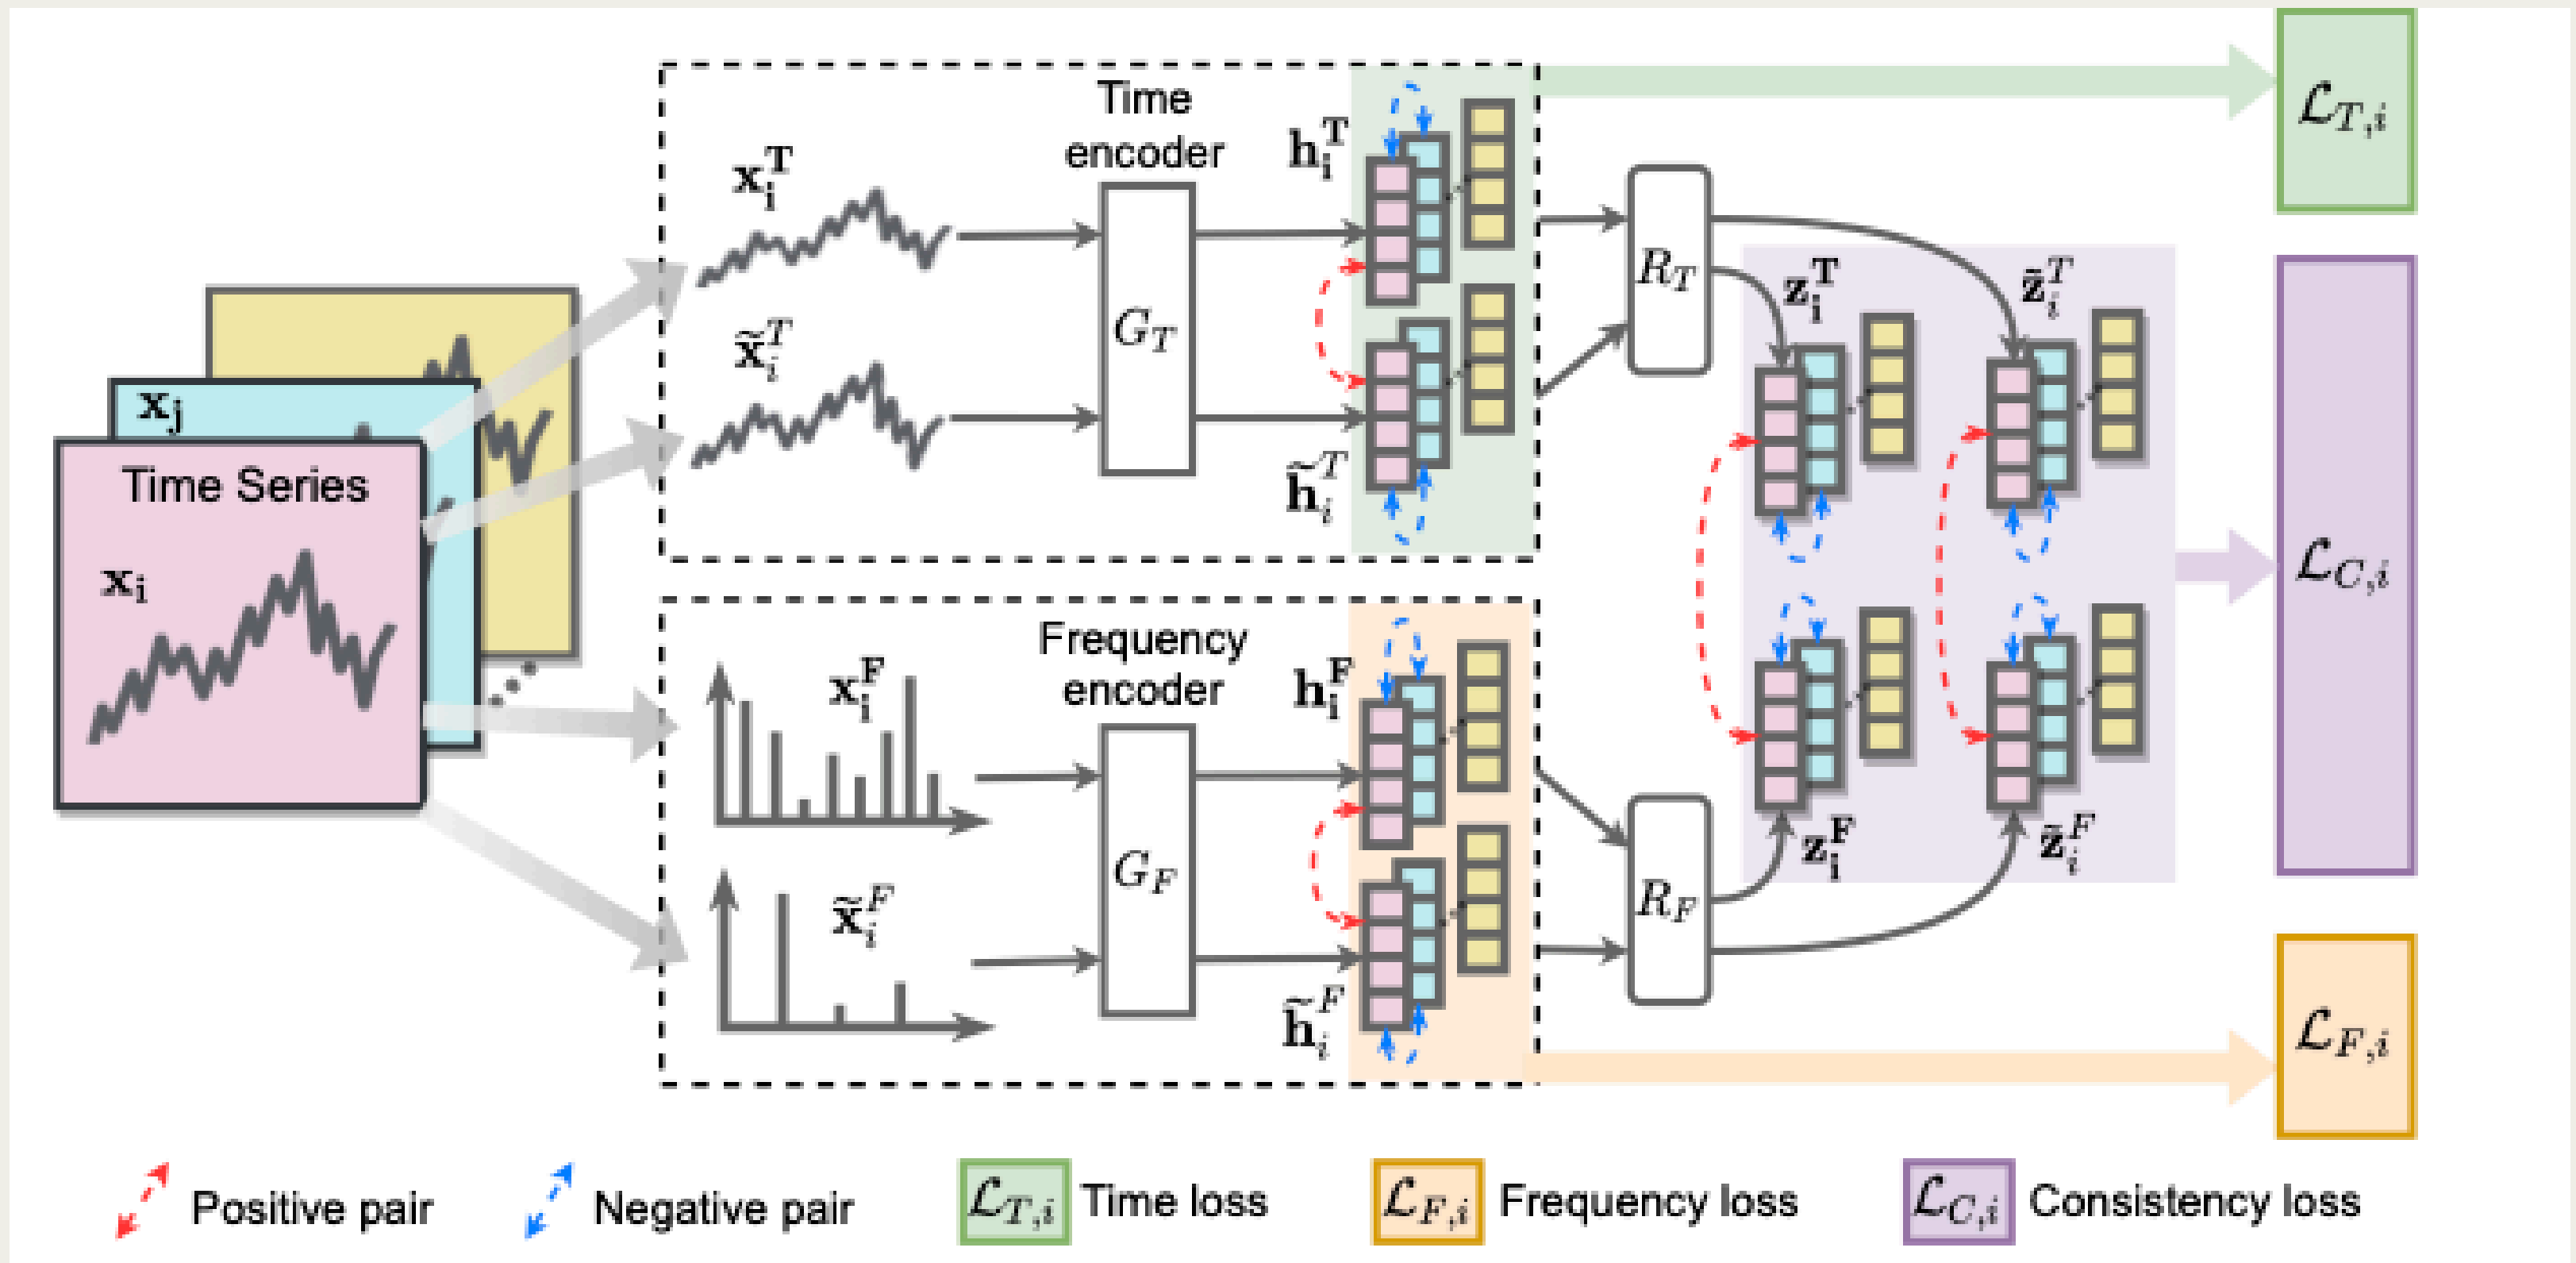 Time Series
x_i
x_j
Time
encoder
x_i^T
x̃_i^T
G_T
h_i^T
h̃_i^T
Frequency
encoder
x_i^F
x̃_i^F
G_F
h_i^F
h̃_i^F
R_T
R_F
z_i^T
z̃_i^T
z_i^F
z̃_i^F
ℒ_{T,i}
ℒ_{C,i}
ℒ_{F,i}
Positive pair
Negative pair
ℒ_{T,i} Time loss
ℒ_{F,i} Frequency loss
ℒ_{C,i} Consistency loss